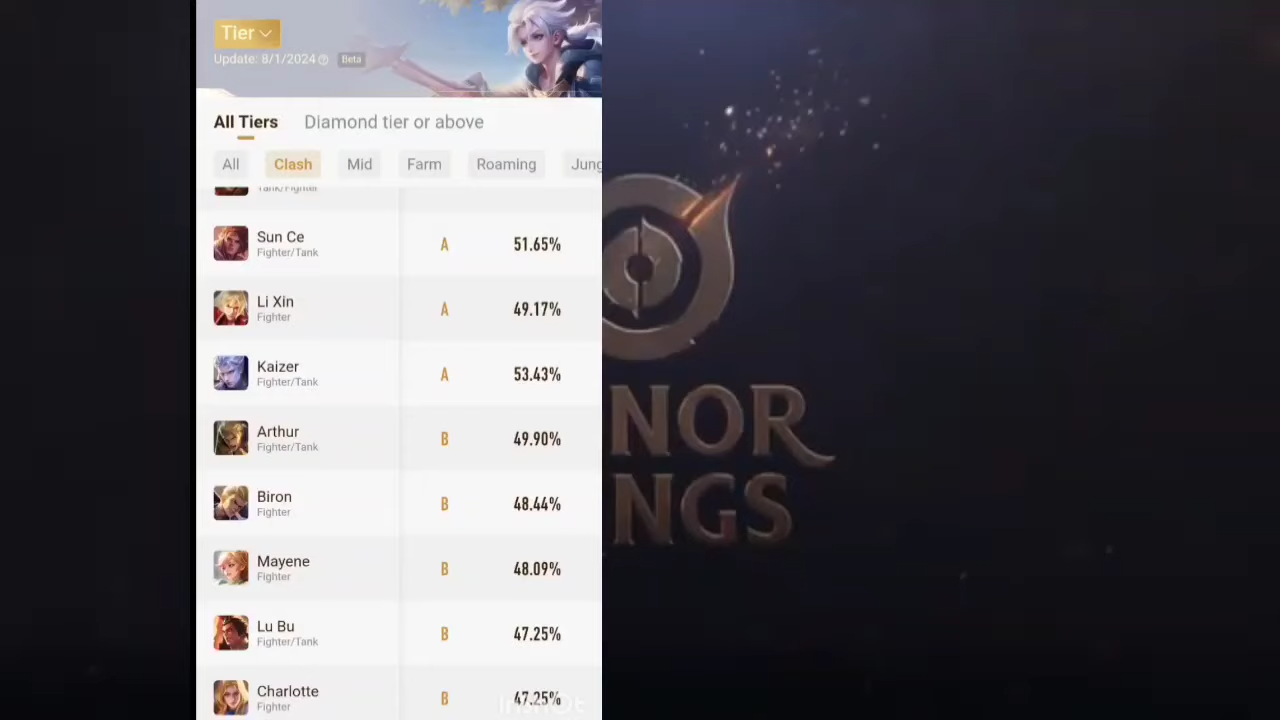 Tier
Update: 8/1/2024
Beta
All Tiers
Diamond tier or above
All
Clash
Mid
Farm
Roaming
Jung
Tank/Fighter
Sun Ce
Fighter/Tank
A
51.65%
Li Xin
Fighter
A
49.17%
Kaizer
Fighter/Tank
A
53.43%
Arthur
Fighter/Tank
B
49.90%
Biron
Fighter
B
48.44%
Mayene
Fighter
B
48.09%
Lu Bu
Fighter/Tank
B
47.25%
Charlotte
Fighter
B
47.25%
NOR
NGS